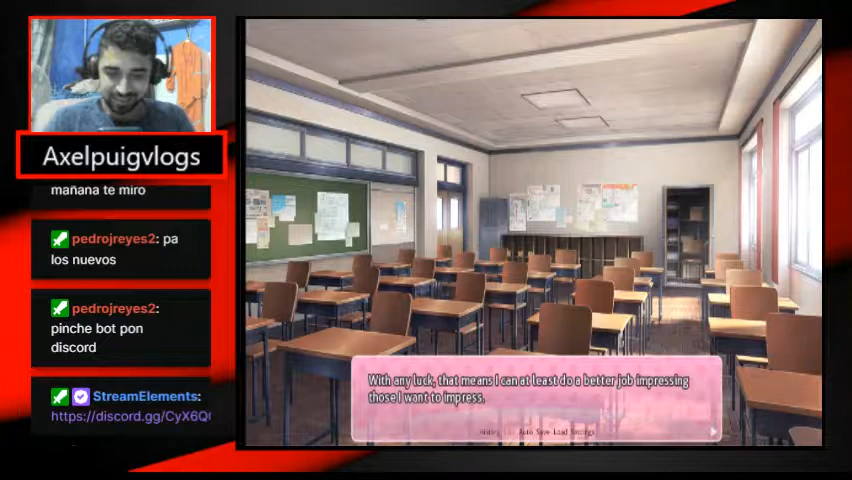 Axelpuigvlogs
mañana te miro
pedrojreyes2: pa
los nuevos
pedrojreyes2:
pinche bot pon
discord
StreamElements:
https://discord.gg/CyX6Q
With any luck, that means I can at least do a better job impressing
those I want to impress.
History Auto Save Load Settings